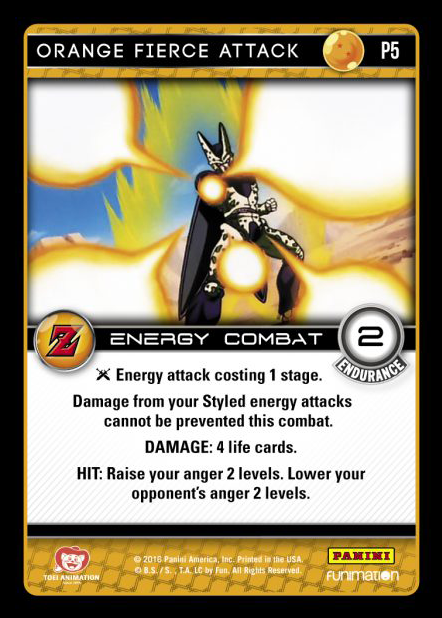 ORANGE FIERCE ATTACK P5
Z ENERGY COMBAT 2
ENDURANCE
Energy attack costing 1 stage.
Damage from your Styled energy attacks
cannot be prevented this combat.
DAMAGE: 4 life cards.
HIT: Raise your anger 2 levels. Lower your
opponent's anger 2 levels.
© 2016 Panini America, Inc. Printed in the USA.
© B.S. / S. , T.A. LC by Fun. All Rights Reserved.
TOEI ANIMATION
PANINI
FUNIMATION